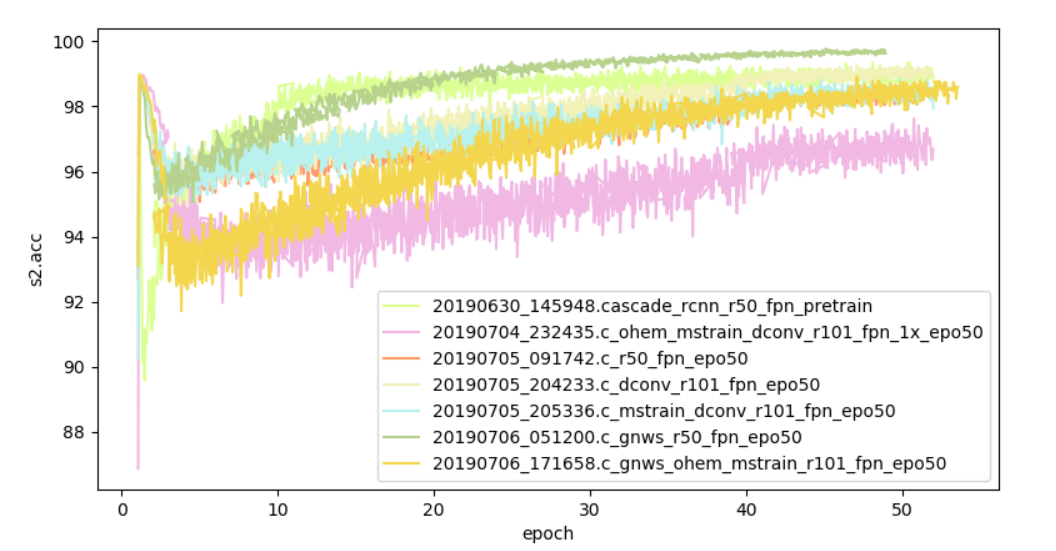 100
98
96
94
92
90
88
s2.acc
20190630_145948.cascade_rcnn_r50_fpn_pretrain
20190704_232435.c_ohem_mstrain_dconv_r101_fpn_1x_epo50
20190705_091742.c_r50_fpn_epo50
20190705_204233.c_dconv_r101_fpn_epo50
20190705_205336.c_mstrain_dconv_r101_fpn_epo50
20190706_051200.c_gnws_r50_fpn_epo50
20190706_171658.c_gnws_ohem_mstrain_r101_fpn_epo50
0 10 20 30 40 50
epoch